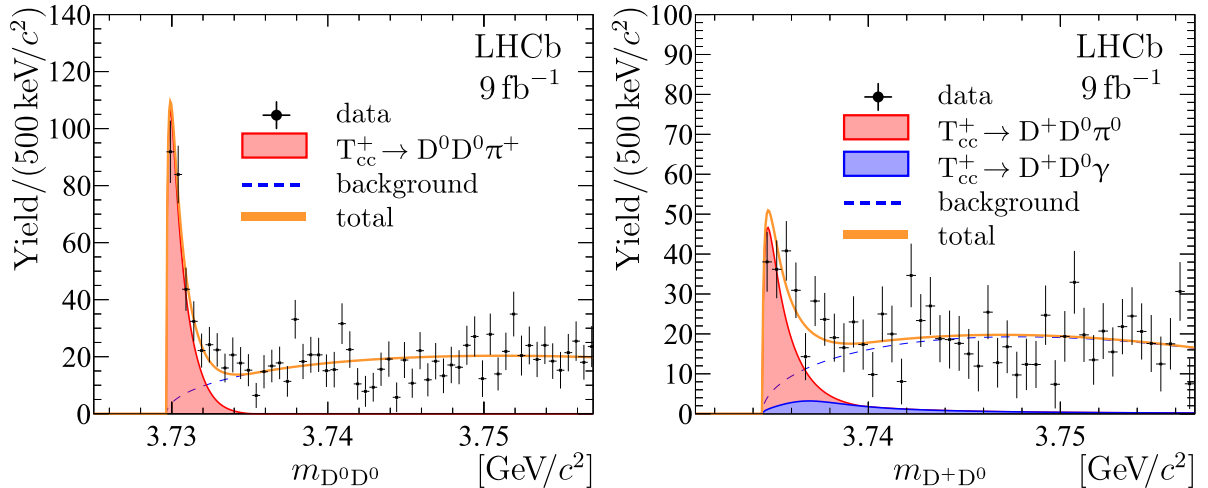 140
120
100
80
60
40
20
0
Yield/(500 keV/c²)
LHCb
9 fb⁻¹
data
T⁺cc → D⁰D⁰π⁺
background
total
3.73 3.74 3.75
m_D⁰D⁰ [GeV/c²]
100
90
80
70
60
50
40
30
20
10
0
Yield/(500 keV/c²)
LHCb
9 fb⁻¹
data
T⁺cc → D⁺D⁰π⁰
T⁺cc → D⁺D⁰γ
background
total
3.74 3.75
m_D⁺D⁰ [GeV/c²]